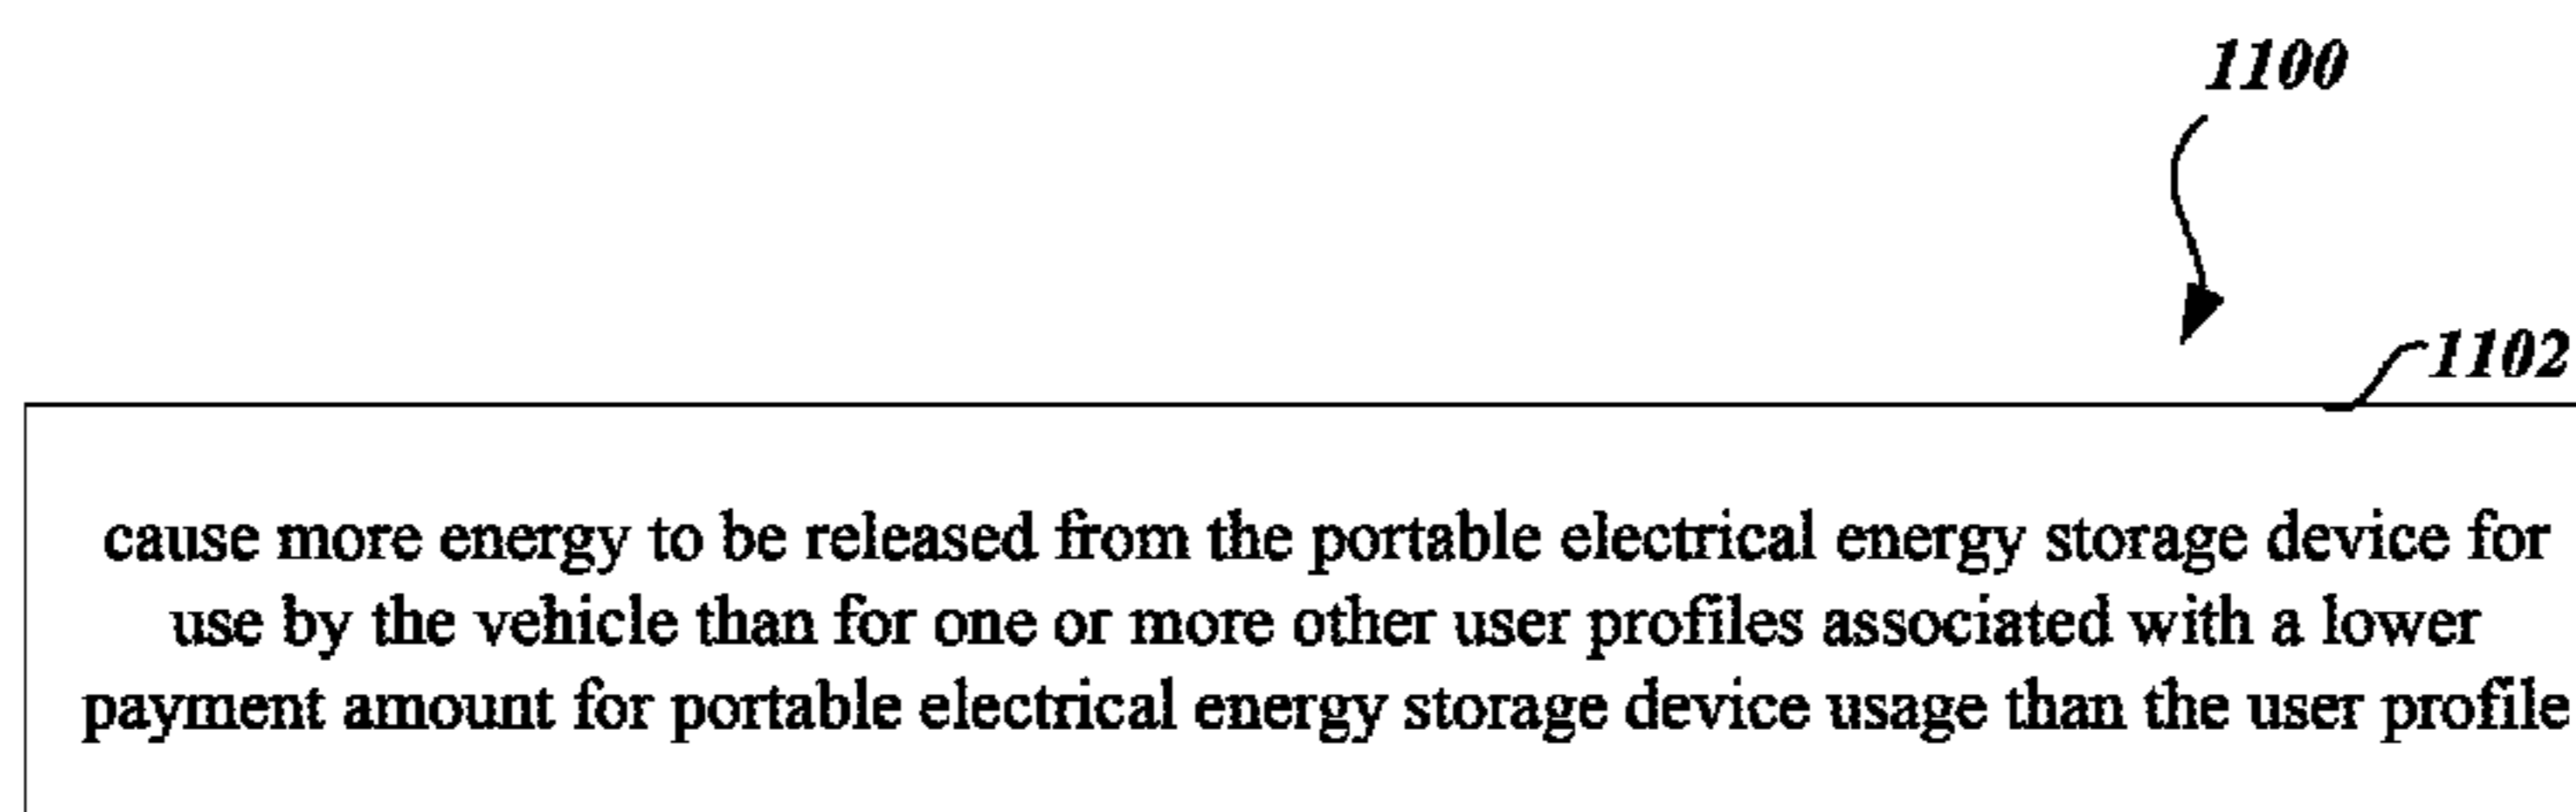 1100
1102
cause more energy to be released from the portable electrical energy storage device for
use by the vehicle than for one or more other user profiles associated with a lower
payment amount for portable electrical energy storage device usage than the user profile